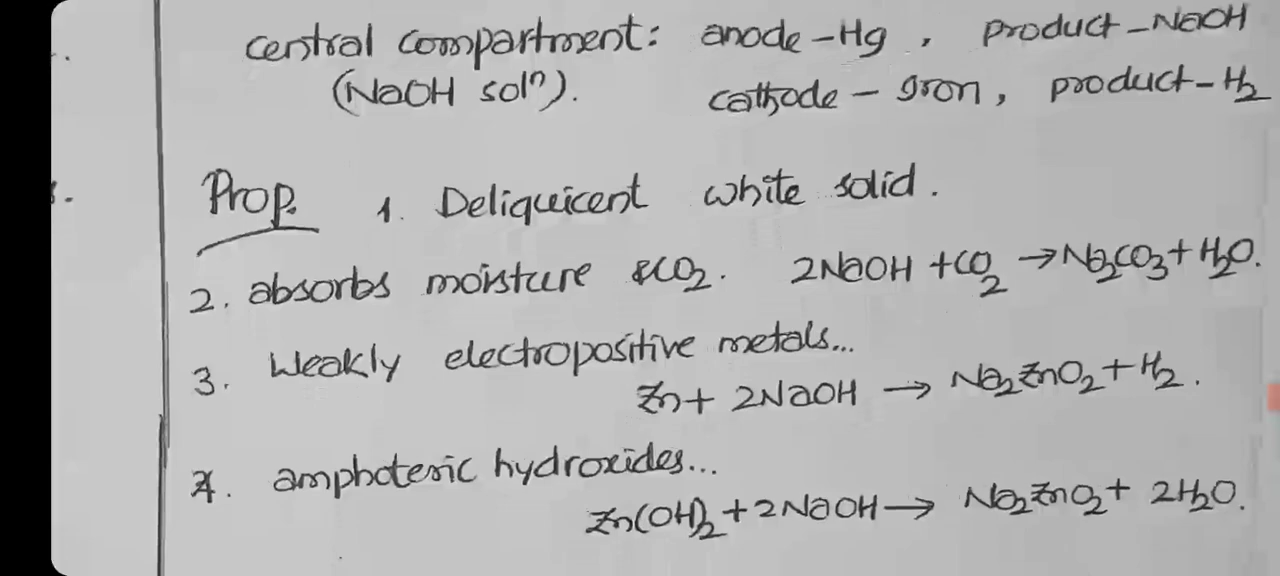 central compartment: anode - Hg, product - NaOH
(NaOH solⁿ). cathode - iron, product - H₂
Prop. 1. Deliquicent white solid.
2. absorbs moisture & CO₂. 2NaOH + CO₂ → Na₂CO₃ + H₂O.
3. Weakly electropositive metals...
Zn + 2NaOH → Na₂ZnO₂ + H₂.
4. amphoteric hydroxides...
Zn(OH)₂ + 2NaOH → Na₂ZnO₂ + 2H₂O.